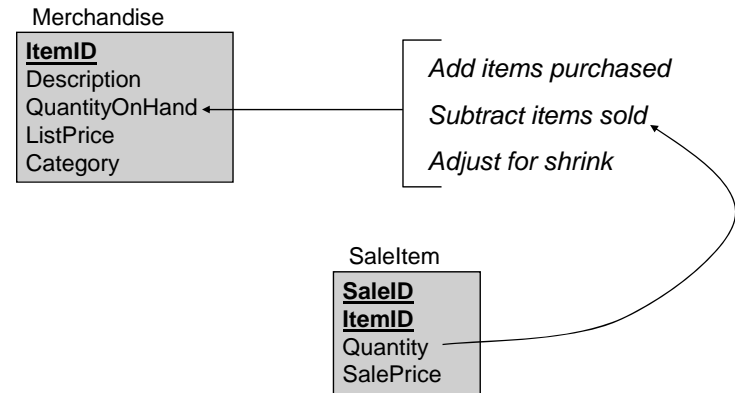 Merchandise
ItemID
Description
QuantityOnHand
ListPrice
Category
Add items purchased
Subtract items sold
Adjust for shrink
SaleItem
SaleID
ItemID
Quantity
SalePrice